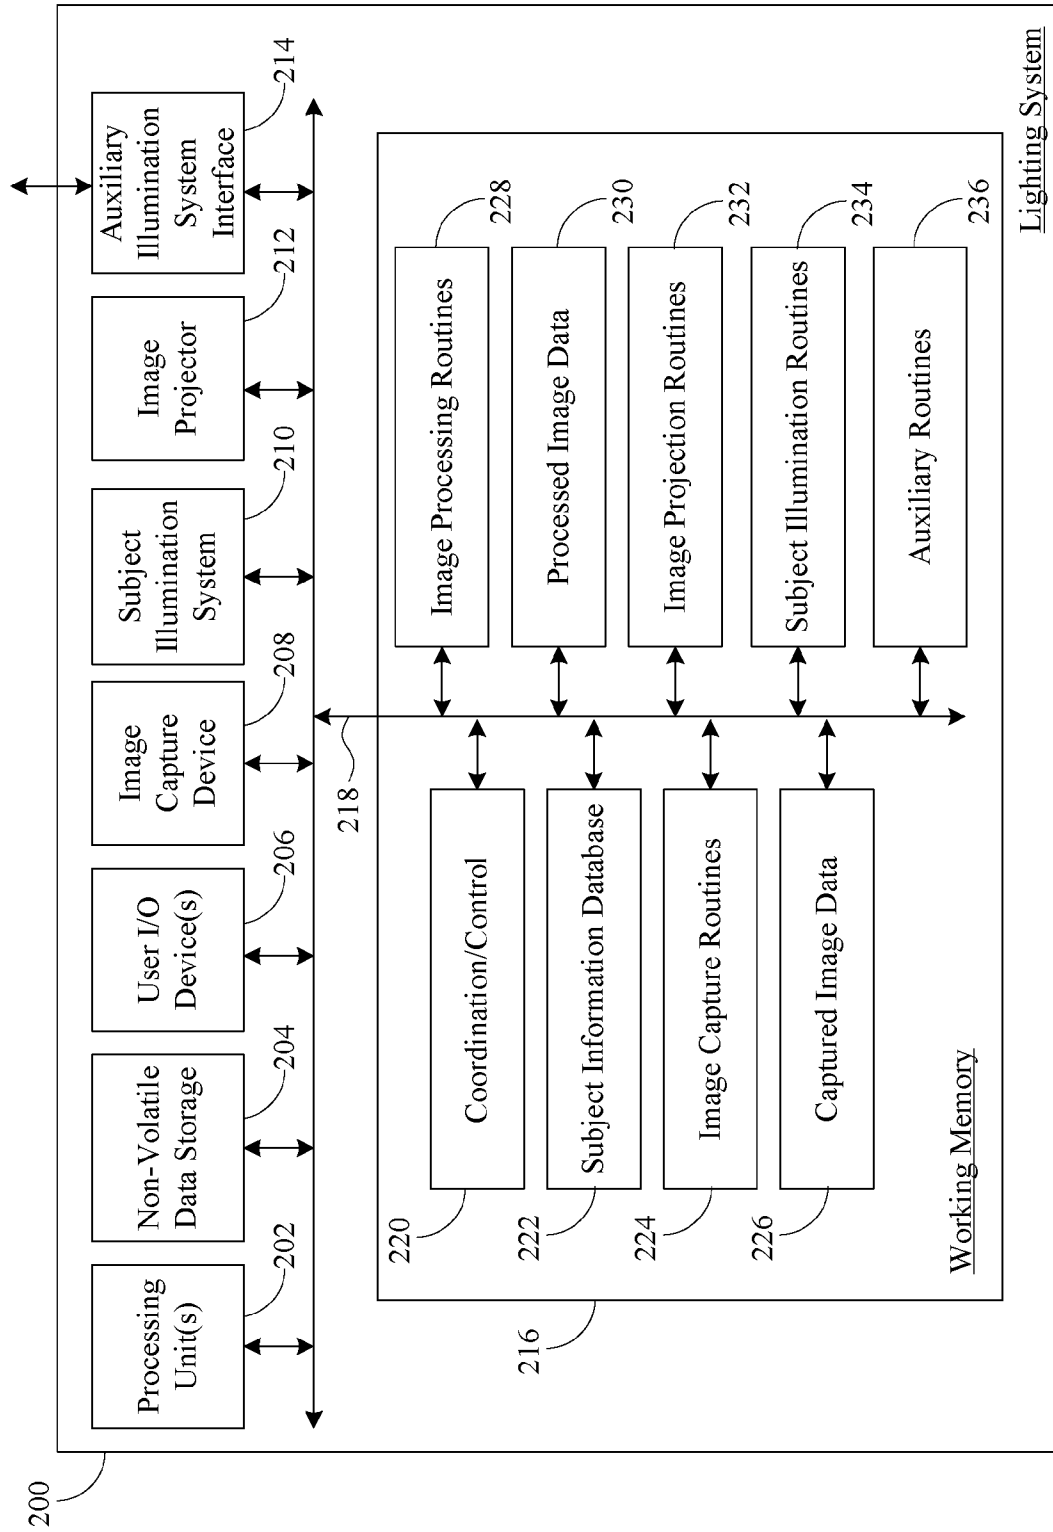 200
Processing
Unit(s)
202
Non-Volatile
Data Storage
204
User I/O
Device(s)
206
Image
Capture
Device
208
Subject
Illumination
System
210
Image
Projector
212
Auxiliary
Illumination
System
Interface
214
218
216
220
Coordination/Control
222
Subject Information Database
224
Image Capture Routines
226
Captured Image Data
Image Processing Routines
228
Processed Image Data
230
Image Projection Routines
232
Subject Illumination Routines
234
Auxiliary Routines
236
Working Memory
Lighting System